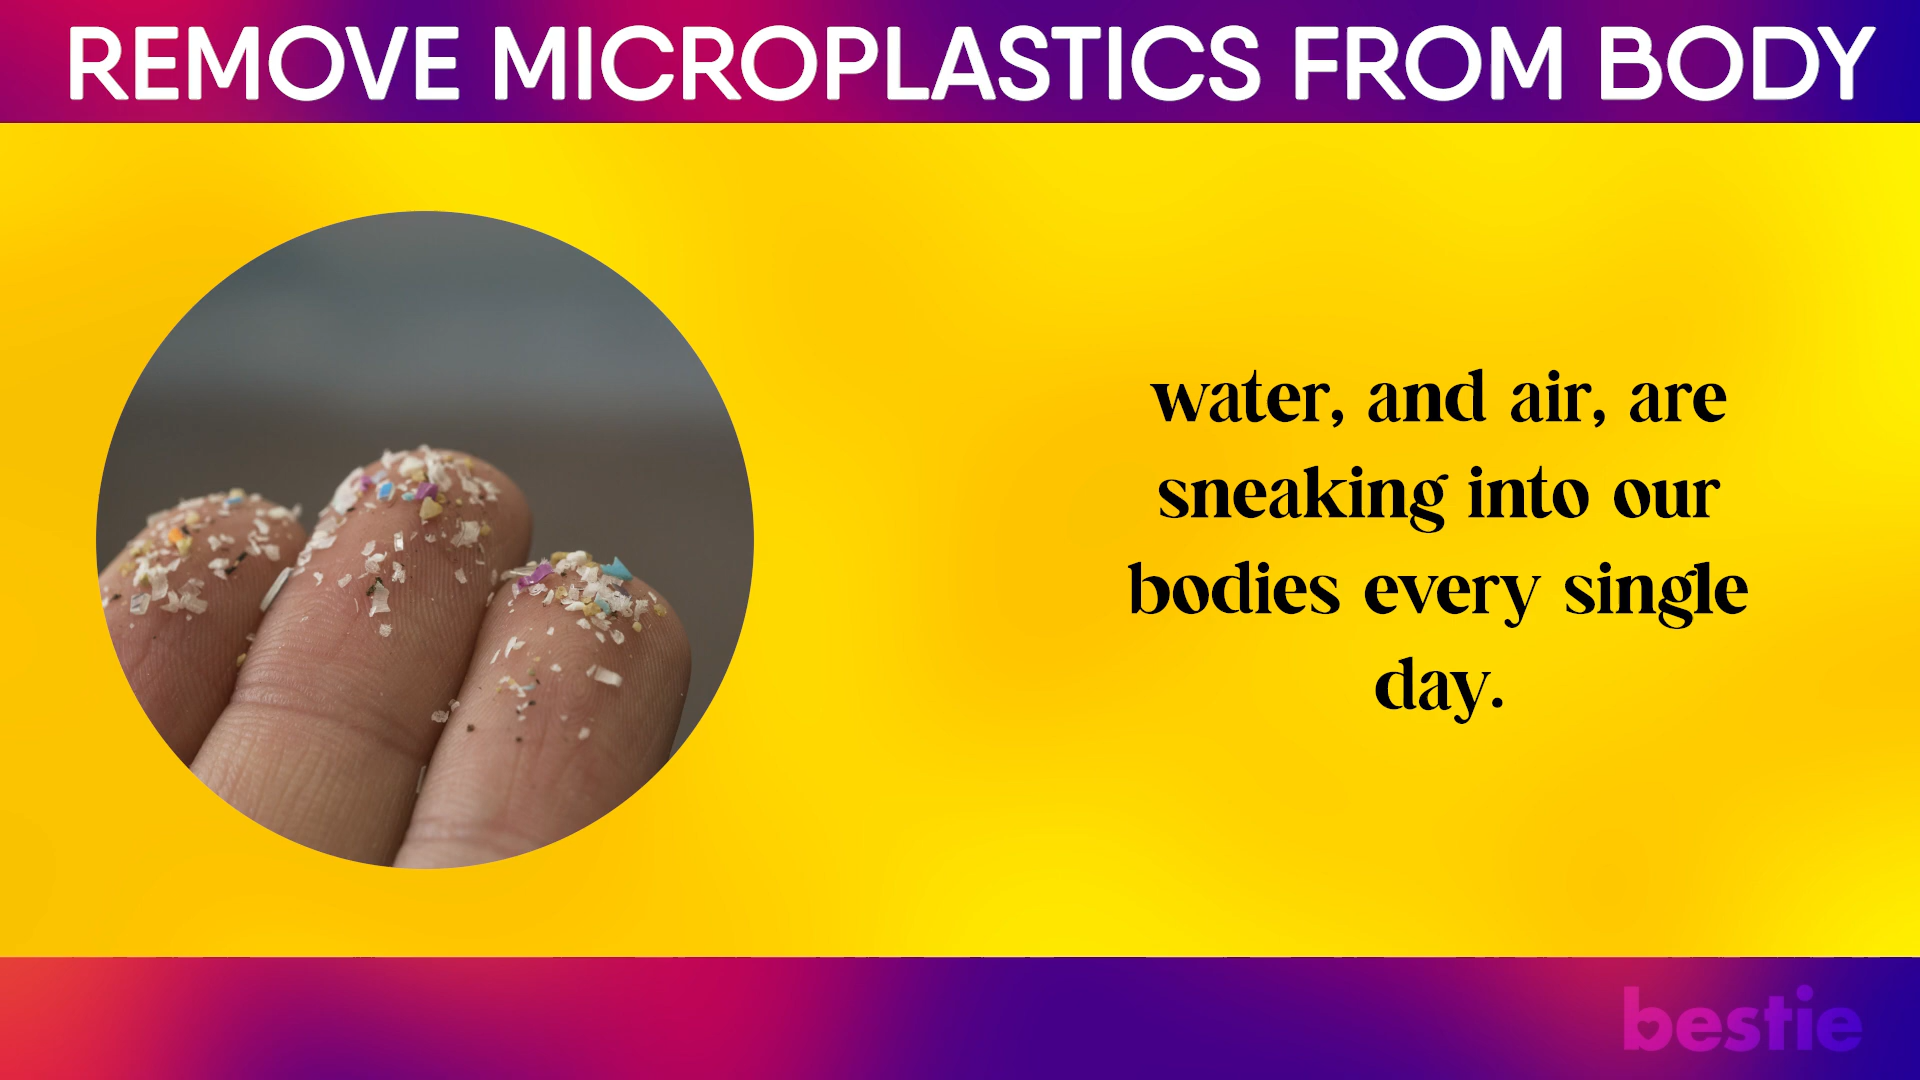 REMOVE MICROPLASTICS FROM BODY
water, and air, are
sneaking into our
bodies every single
day.
bestie